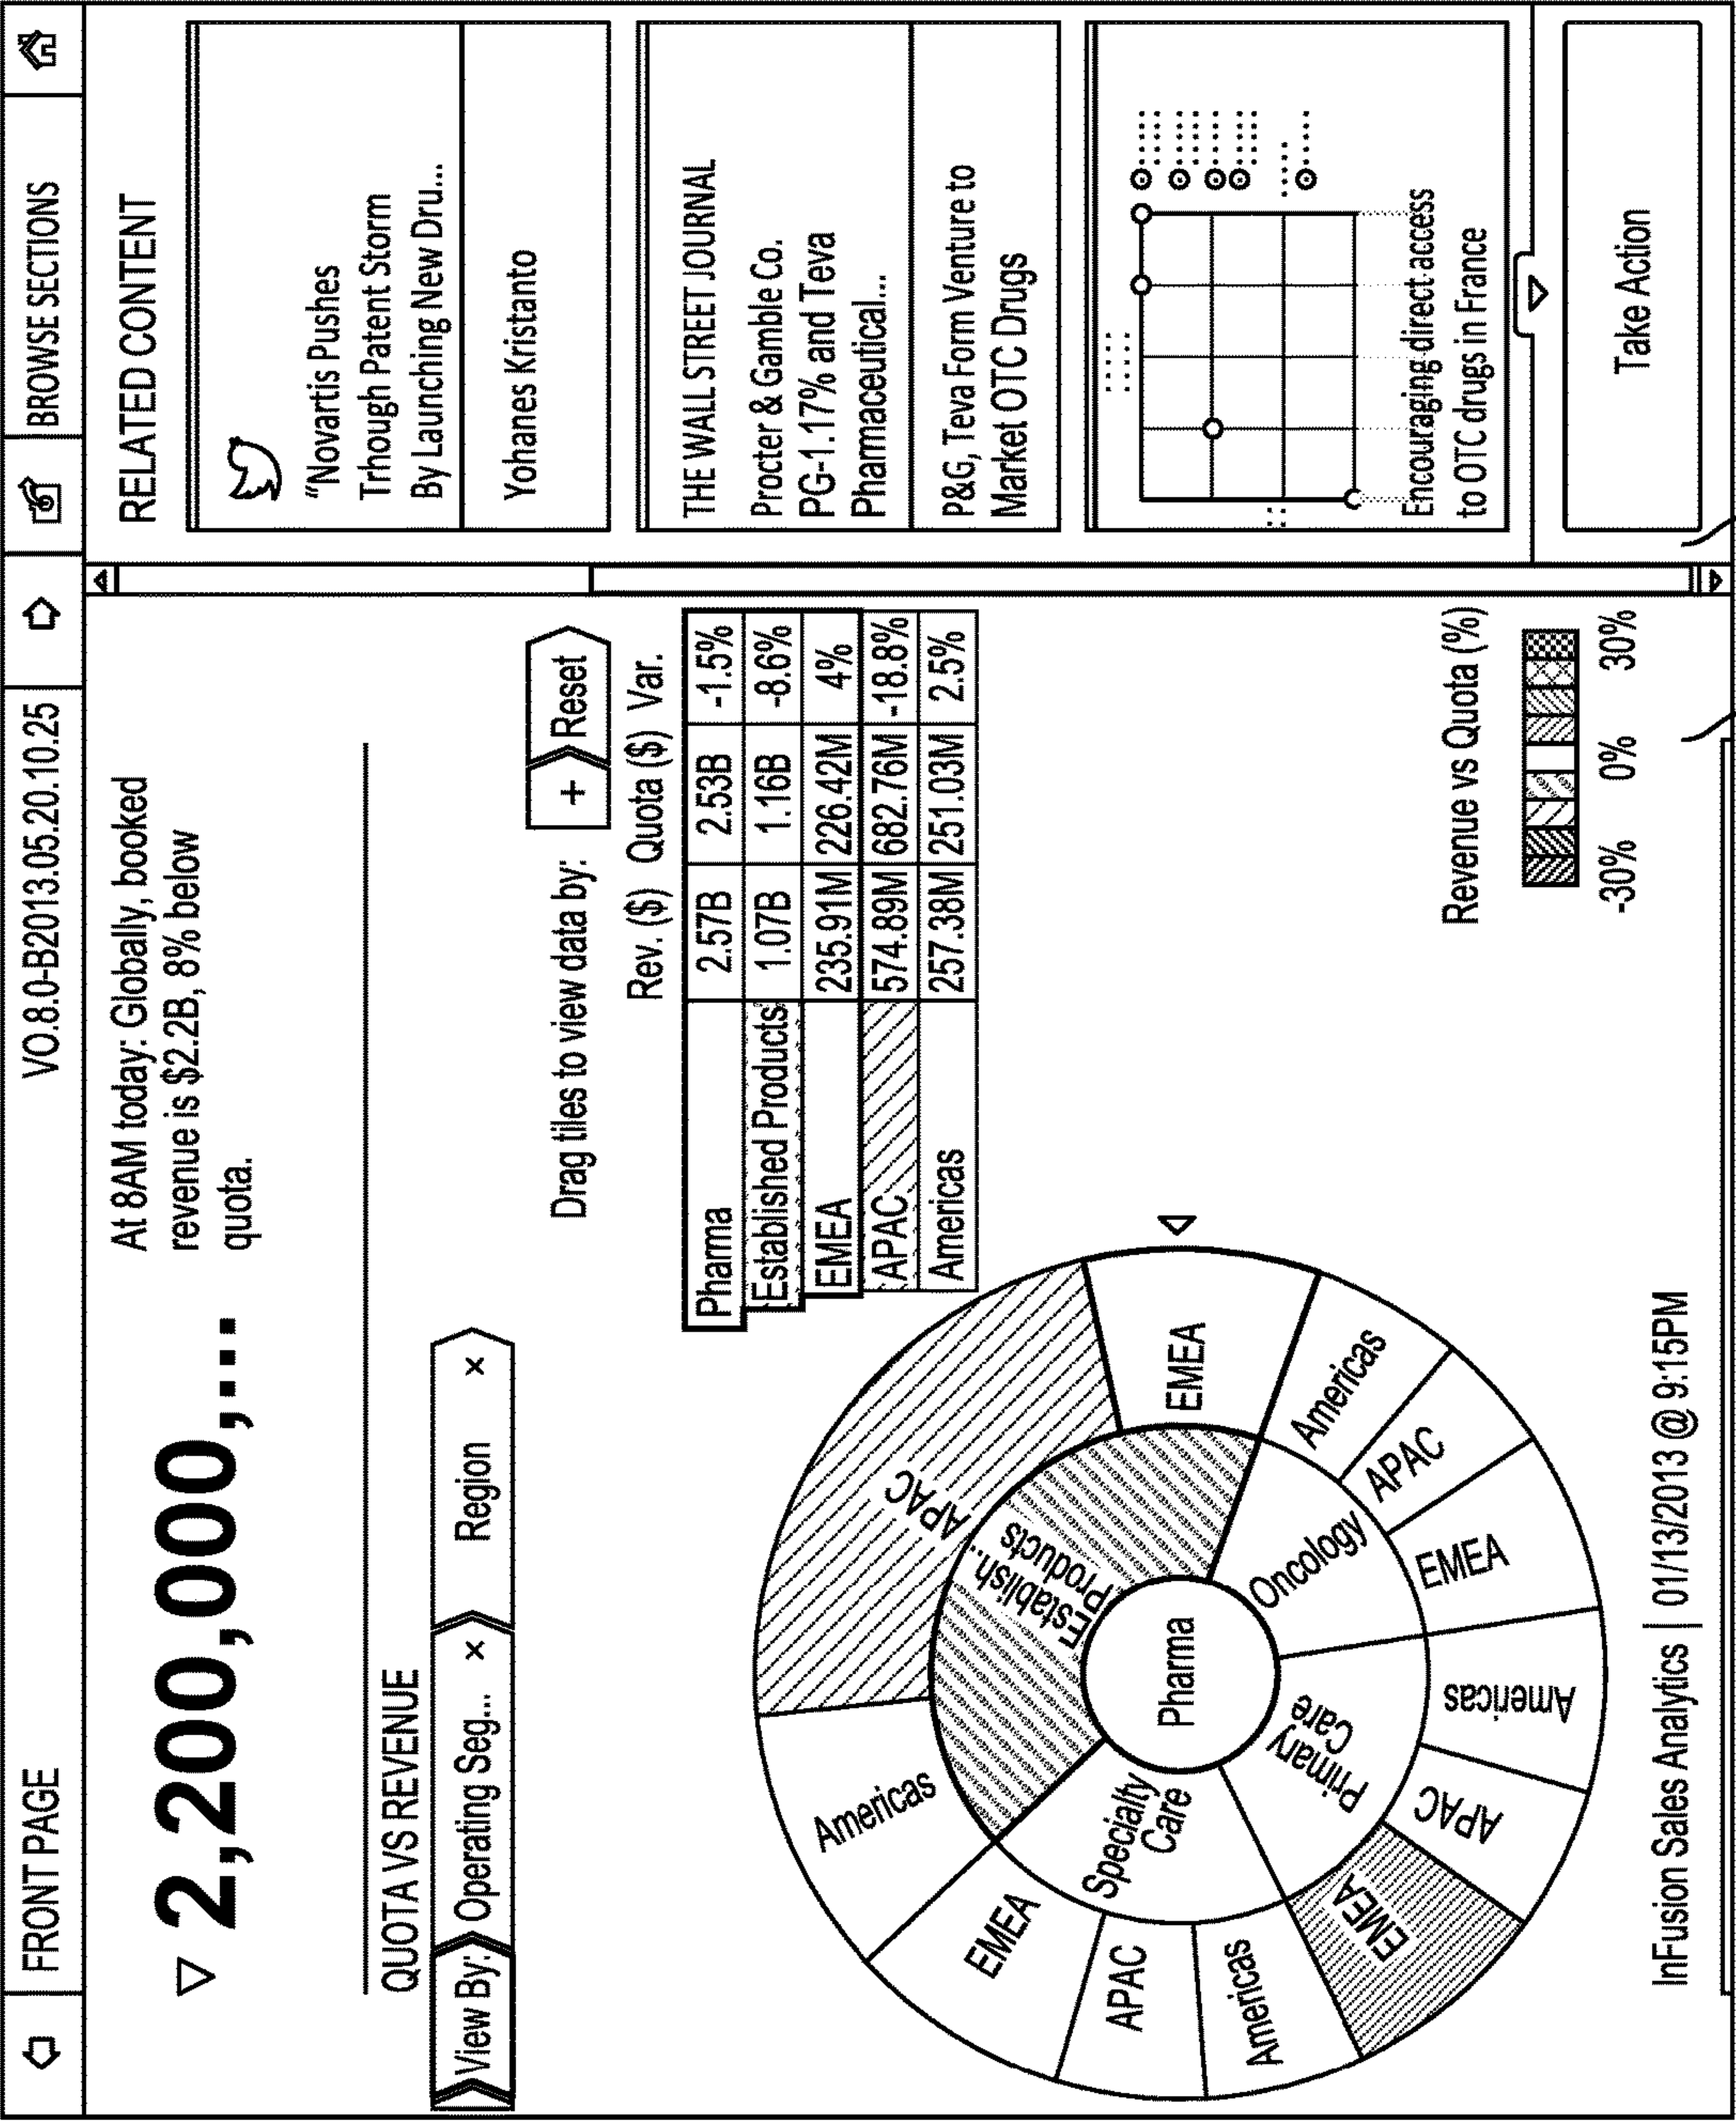 FRONT PAGE
VO.8.0-B2013.05.20.10.25
BROWSE SECTIONS
2,200,000,...
At 8AM today: Globally, booked
revenue is $2.2B, 8% below
quota.
QUOTA VS REVENUE
View By:
Operating Seg... ×
Region ×
Drag tiles to view data by:
+
Reset
Rev. ($) Quota ($) Var.
Pharma 2.57B 2.53B -1.5%
Established Products 1.07B 1.16B -8.6%
EMEA 235.91M 226.42M 4%
APAC 574.89M 682.76M -18.8%
Americas 257.38M 251.03M 2.5%
Pharma
Establish..
Products
Oncology
Primary
Care
Specialty
Care
Americas
APAC
EMEA
Americas
APAC
EMEA
Americas
APAC
EMEA
Americas
APAC
EMEA
Revenue vs Quota (%)
-30% 0% 30%
InFusion Sales Analytics | 01/13/2013 @ 9:15PM
RELATED CONTENT
"Novartis Pushes
Trhough Patent Storm
By Launching New Dru...
Yohanes Kristanto
THE WALL STREET JOURNAL
Procter & Gamble Co.
PG-1.17% and Teva
Pharmaceutical...
P&G, Teva Form Venture to
Market OTC Drugs
Encouraging direct access
to OTC drugs in France
Take Action